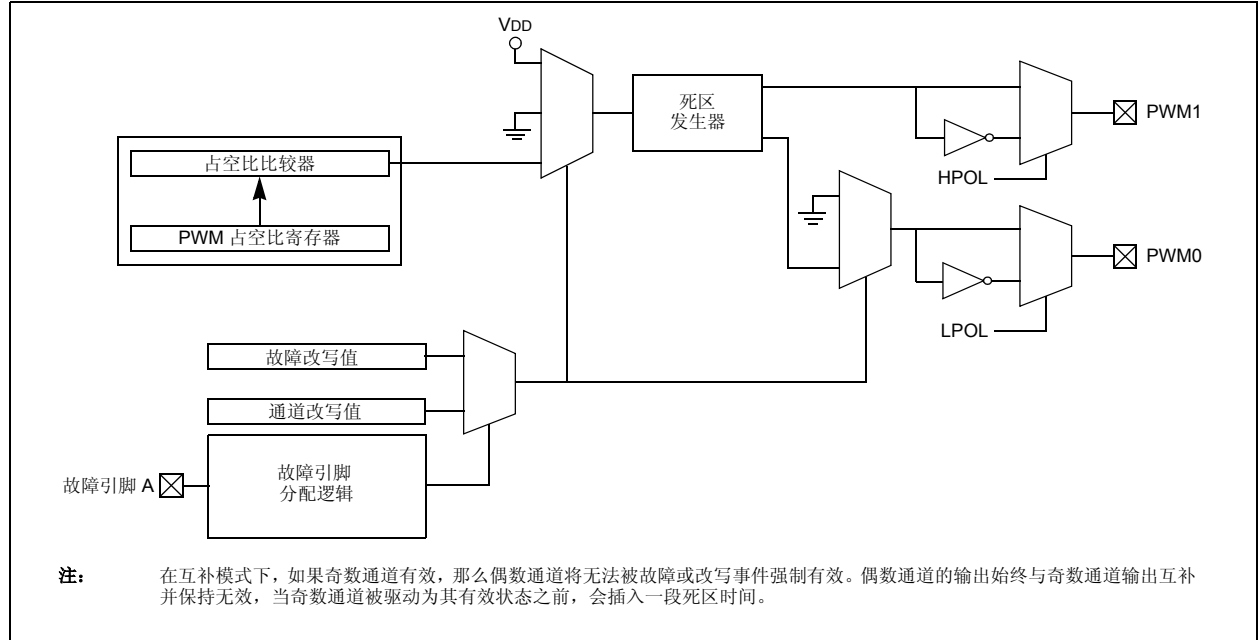 VDD
死区
发生器
PWM1
占空比比较器
HPOL
PWM 占空比寄存器
PWM0
LPOL
故障改写值
通道改写值
故障引脚
分配逻辑
故障引脚 A
注： 在互补模式下，如果奇数通道有效，那么偶数通道将无法被故障或改写事件强制有效。偶数通道的输出始终与奇数通道输出互补
并保持无效，当奇数通道被驱动为其有效状态之前，会插入一段死区时间。